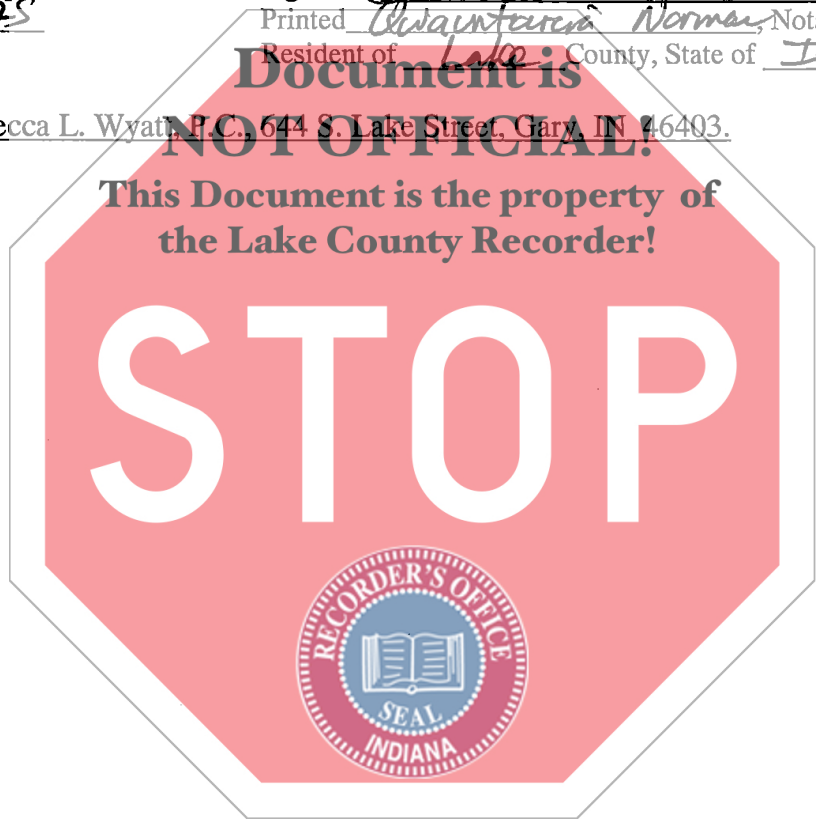 Printed Norman, Not
Resident of Lake County, State of
Document is
ecca L. Wyatt, P.C., 644 S. Lake Street, Gary, IN 46403.
NOT OFFICIAL!
This Document is the property of
the Lake County Recorder!
STOP
RECORDER'S OFFICE
SEAL
INDIANA